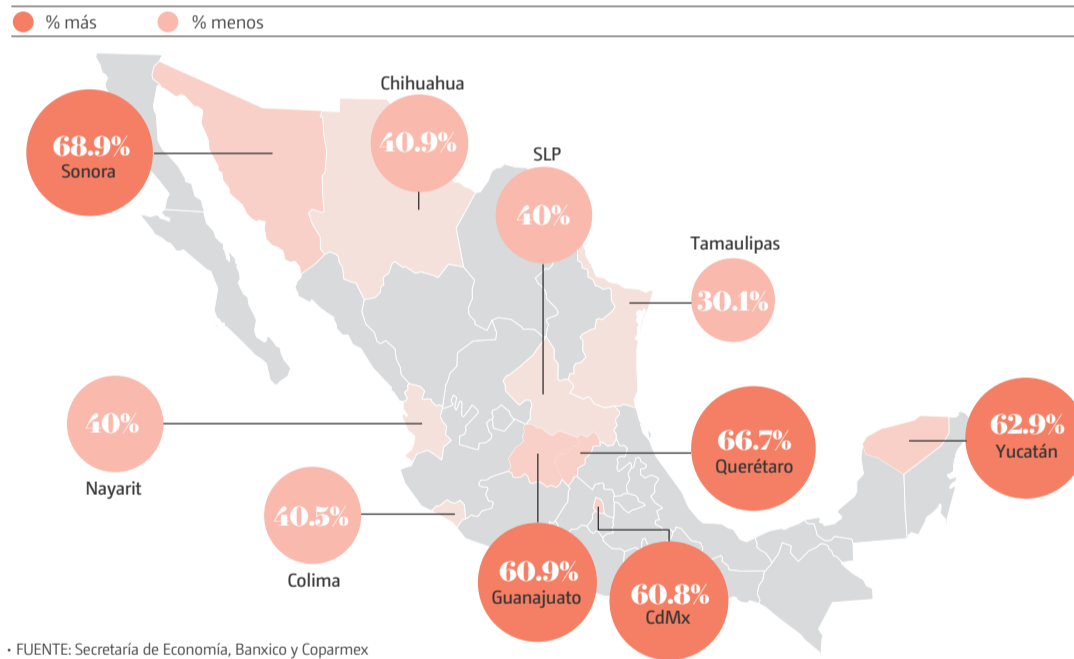 % más
% menos
Chihuahua
40.9%
68.9%
Sonora
SLP
40%
Tamaulipas
30.1%
40%
Nayarit
66.7%
Querétaro
62.9%
Yucatán
40.5%
Colima
60.9%
Guanajuato
60.8%
CdMx
• FUENTE: Secretaría de Economía, Banxico y Coparmex